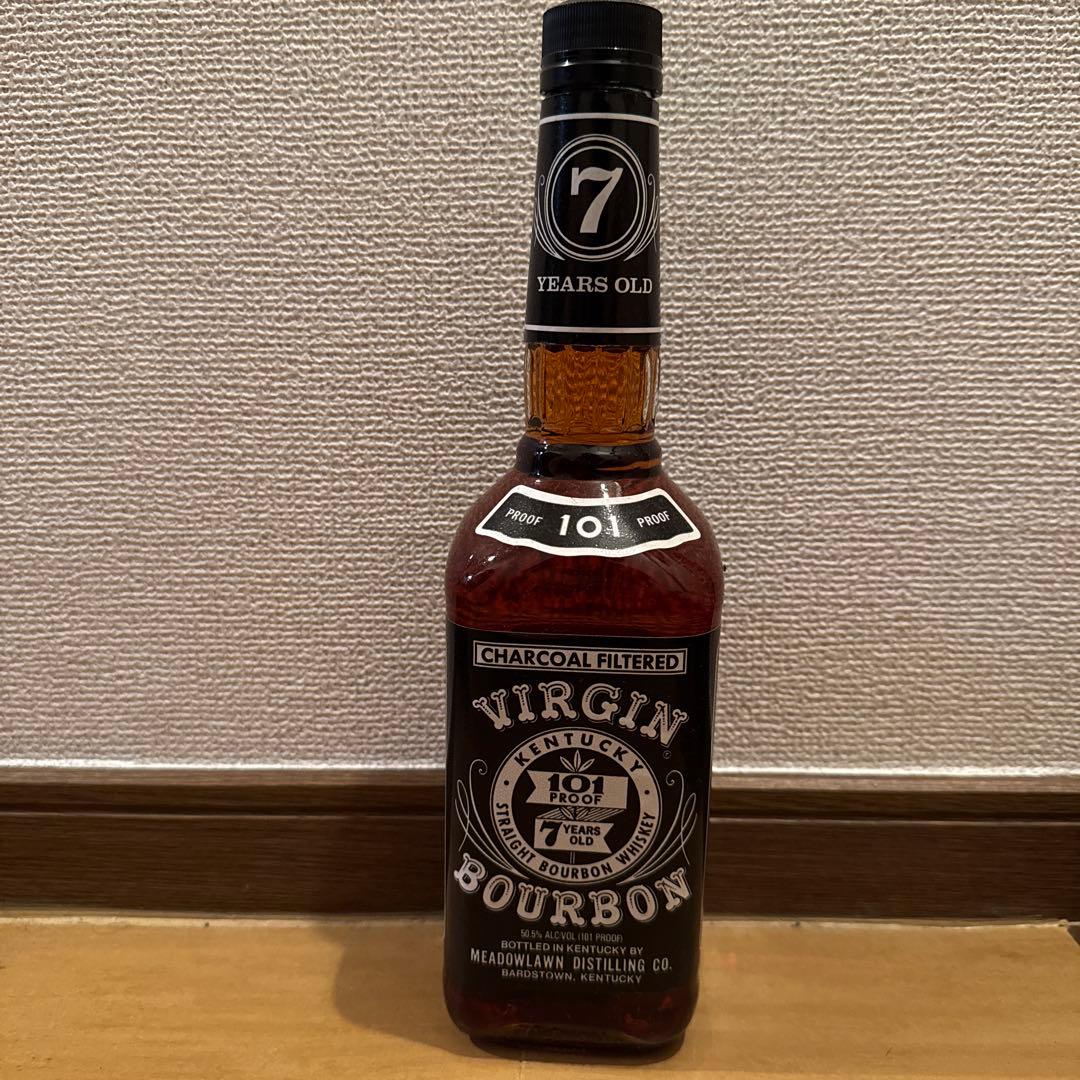 7
YEARS OLD
PROOF 101 PROOF
CHARCOAL FILTERED
VIRGIN
KENTUCKY
101
PROOF
7 YEARS
OLD
STRAIGHT BOURBON WHISKEY
BOURBON
50.5% ALC/VOL (101 PROOF)
BOTTLED IN KENTUCKY BY
MEADOWLAWN DISTILLING CO.
BARDSTOWN, KENTUCKY